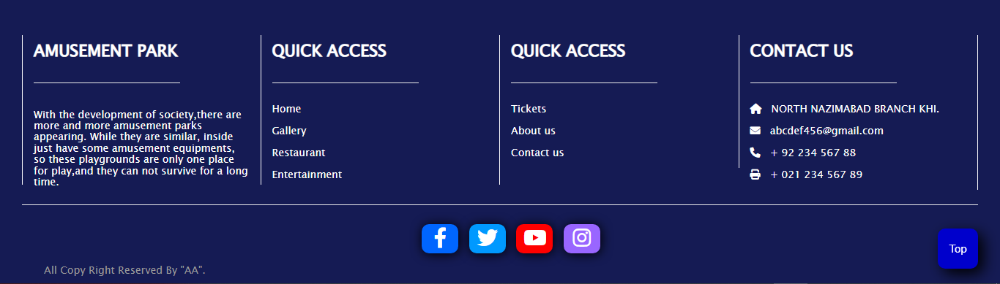 AMUSEMENT PARK
With the development of society,there are
more and more amusement parks
appearing. While they are similar, inside
just have some amusement equipments,
so these playgrounds are only one place
for play,and they can not survive for a long
time.
QUICK ACCESS
Home
Gallery
Restaurant
Entertainment
QUICK ACCESS
Tickets
About us
Contact us
CONTACT US
NORTH NAZIMABAD BRANCH KHI.
abcdef456@gmail.com
+ 92 234 567 88
+ 021 234 567 89
Top
All Copy Right Reserved By "AA".